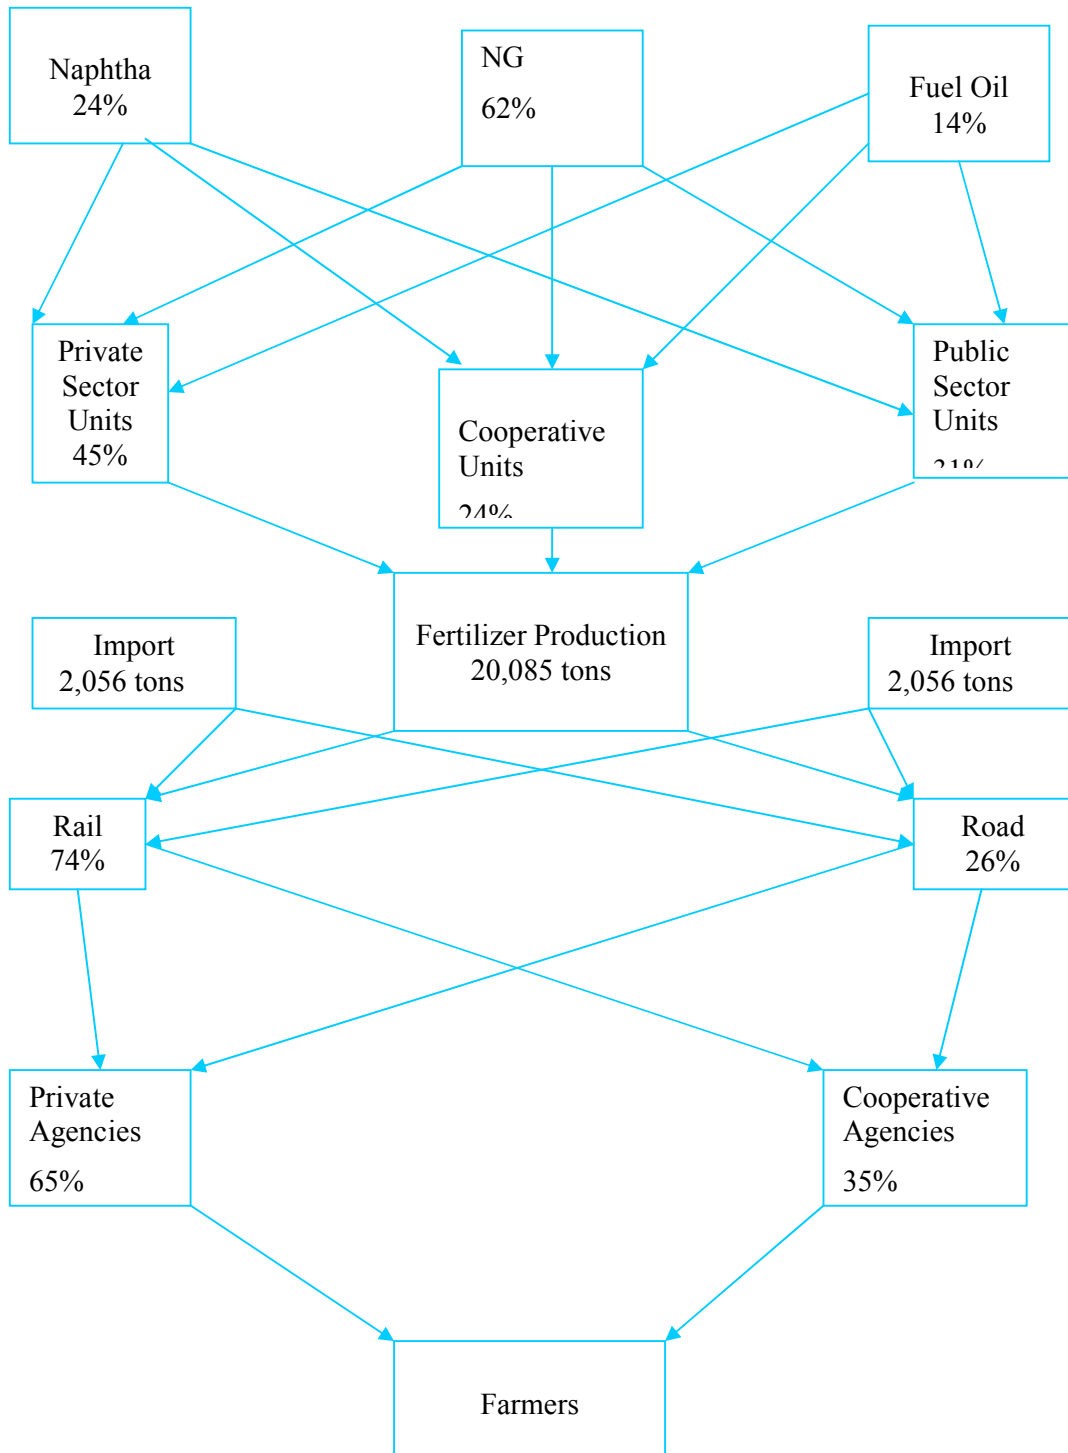 Naphtha
24%
NG
62%
Fuel Oil
14%
Private
Sector
Units
45%
Cooperative
Units
24%
Public
Sector
Units
31%
Fertilizer Production
20,085 tons
Import
2,056 tons
Import
2,056 tons
Rail
74%
Road
26%
Private
Agencies
65%
Cooperative
Agencies
35%
Farmers